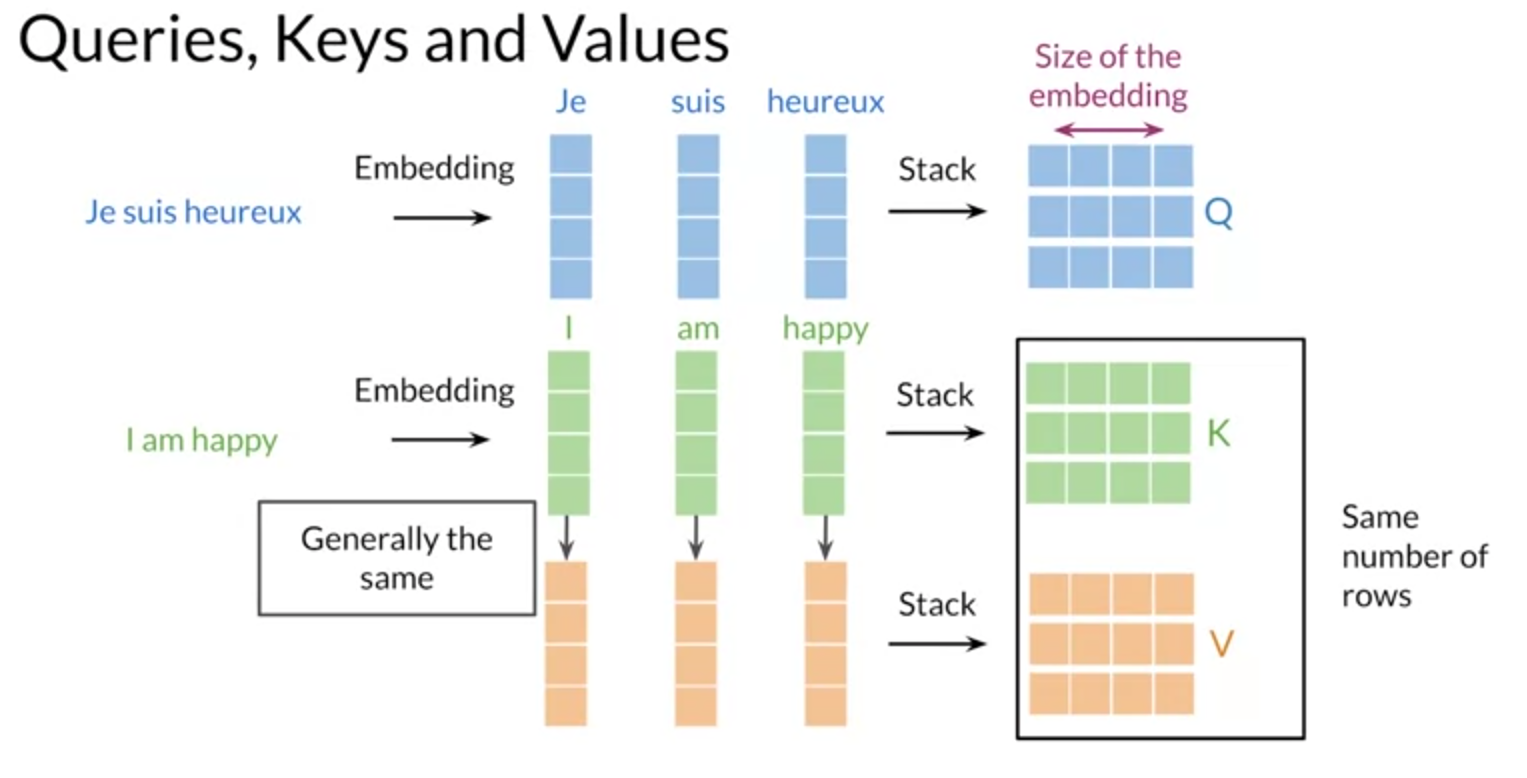 Queries, Keys and Values
Size of the
embedding
Je suis heureux
Embedding
Stack
Je suis heureux
Q
I am happy
Embedding
Stack
I am happy
K
Generally the
same
Same
number of
rows
Stack
V